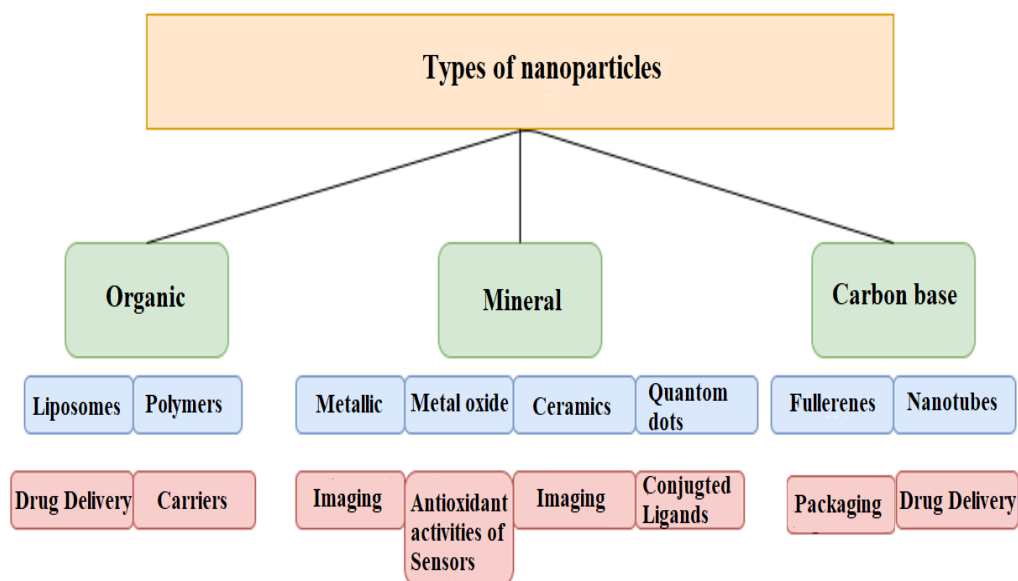 Types of nanoparticles
Organic
Mineral
Carbon base
Liposomes
Polymers
Metallic
Metal oxide
Ceramics
Quantom
dots
Fullerenes
Nanotubes
Drug Delivery
Carriers
Imaging
Antioxidant
activities of
Sensors
Imaging
Conjugted
Ligands
Packaging
Drug Delivery